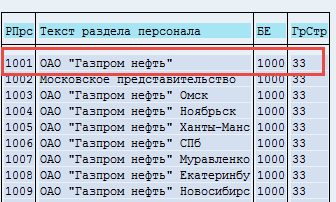 РПрс Текст раздела персонала БЕ ГрСтр
1001 ОАО "Газпром нефть" 1000 33
1002 Московское представительство 1000 33
1003 ОАО "Газпром нефть" Омск 1000 33
1004 ОАО "Газпром нефть" Ноябрьск 1000 33
1005 ОАО "Газпром нефть" Ханты-Манс 1000 33
1006 ОАО "Газпром нефть" СПб 1000 33
1007 ОАО "Газпром нефть" Муравленко 1000 33
1008 ОАО "Газпром нефть" Екатеринбу 1000 33
1009 ОАО "Газпром нефть" Новосибирс 1000 33